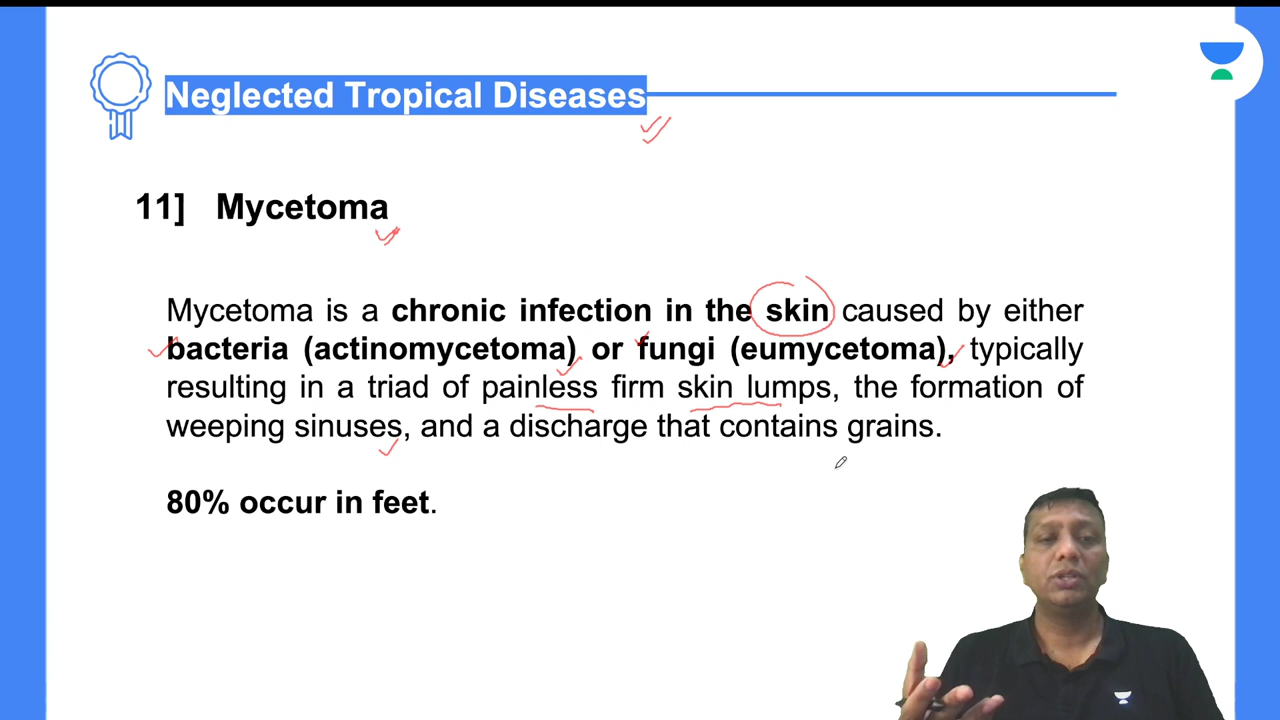 Neglected Tropical Diseases
11] Mycetoma
Mycetoma is a chronic infection in the skin caused by either
bacteria (actinomycetoma) or fungi (eumycetoma), typically
resulting in a triad of painless firm skin lumps, the formation of
weeping sinuses, and a discharge that contains grains.
80% occur in feet.